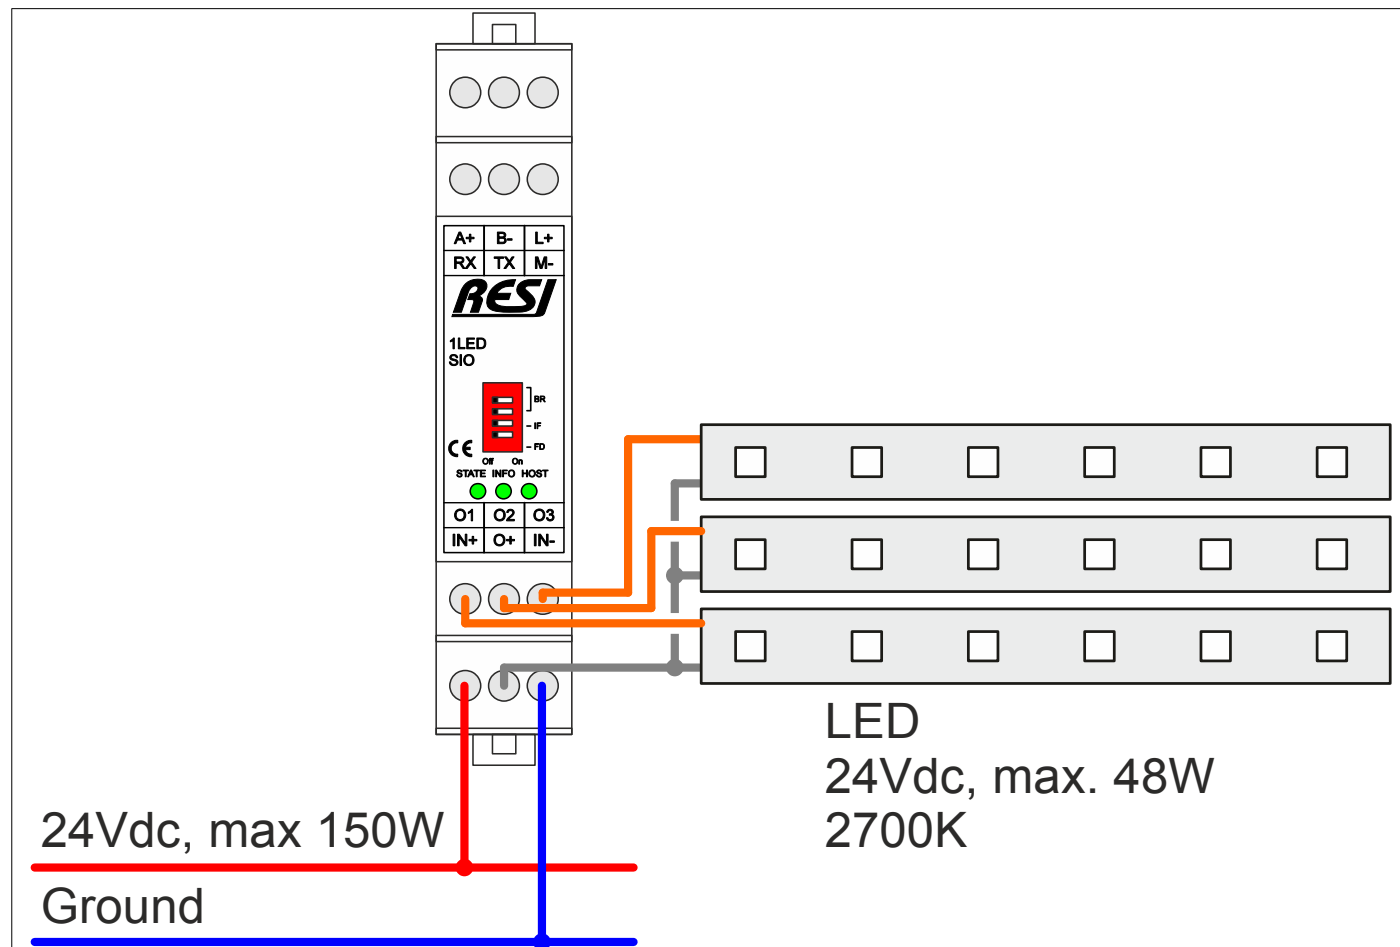 A+ B- L+
RX TX M-
RESI
1LED
SIO
BR
IF
FD
CE
Off On
STATE INFO HOST
O1 O2 O3
IN+ O+ IN-
LED
24Vdc, max. 48W
2700K
24Vdc, max 150W
Ground